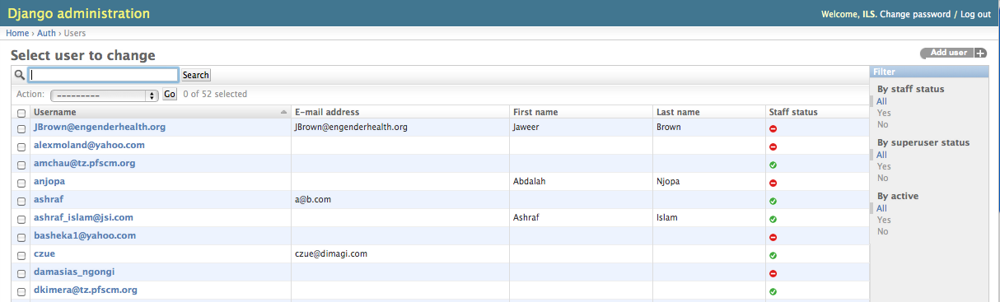 Django administration
Welcome, ILS. Change password / Log out
Home › Auth › Users
Select user to change
Add user +
Search
Filter
Action: --------- Go 0 of 52 selected
By staff status
All
Yes
No
By superuser status
All
Yes
No
By active
All
Yes
No
Username E-mail address First name Last name Staff status
JBrown@engenderhealth.org JBrown@engenderhealth.org Jaweer Brown
alexmoland@yahoo.com
amchau@tz.pfscm.org
anjopa Abdalah Njopa
ashraf a@b.com
ashraf_islam@jsi.com Ashraf Islam
basheka1@yahoo.com
czue czue@dimagi.com
damasias_ngongi
dkimera@tz.pfscm.org